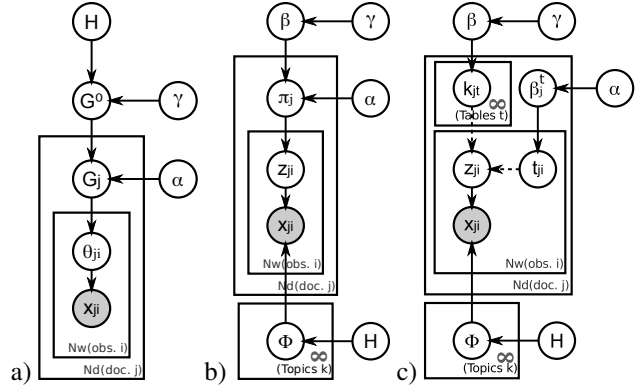 H
G⁰
γ
Gj
α
θji
xji
Nw(obs. i)
Nd(doc. j)
a)
β
γ
πj
α
zji
xji
Nw(obs. i)
Nd(doc. j)
Φ
H
∞
(Topics k)
b)
β
γ
kjt
∞
(Tables t)
βjᵗ
α
zji
tji
xji
Nw(obs. i)
Nd(doc. j)
Φ
H
∞
(Topics k)
c)